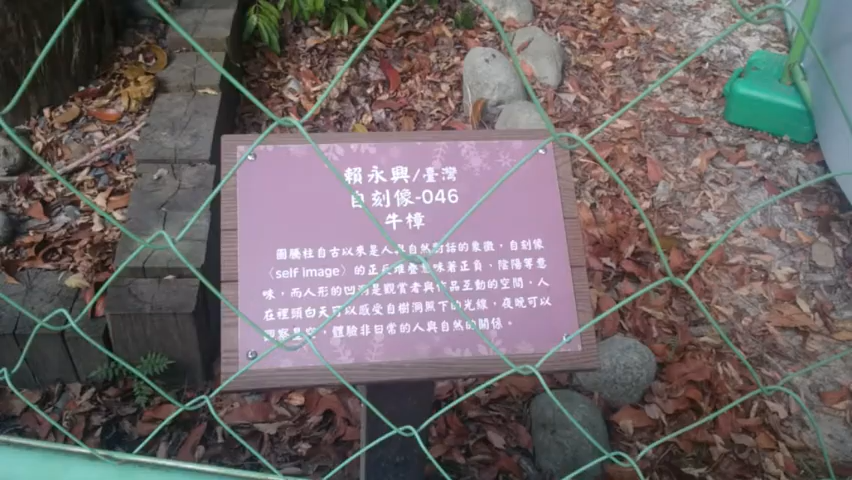 賴永興/臺灣
自刻像-046
牛樟
圖騰柱自古以來是人與自然對話的象徵，自刻像
〈self image〉的正反堆疊意味著正負、陰陽等意
味，而人形的凹洞是觀賞者與作品互動的空間，人
在裡頭白天可以感受自樹洞照下的光線，夜晚可以
觀察星空，體驗非日常的人與自然的關係。